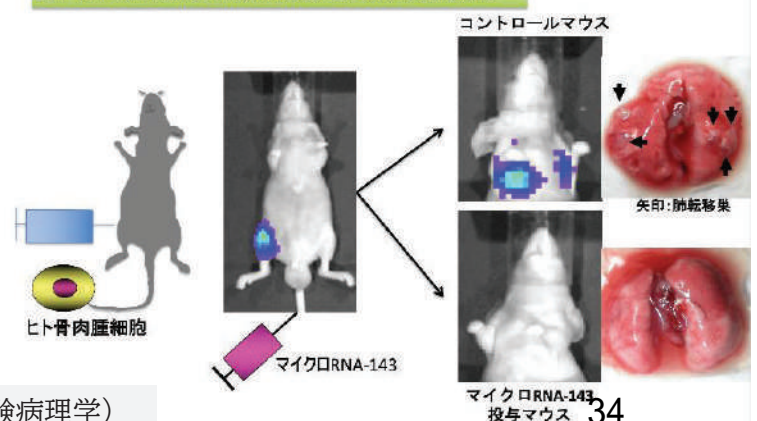 コントロールマウス
矢印:肺転移巣
ヒト骨肉腫細胞
マイクロRNA-143
マイクロRNA-143
投与マウス
34
険病理学)